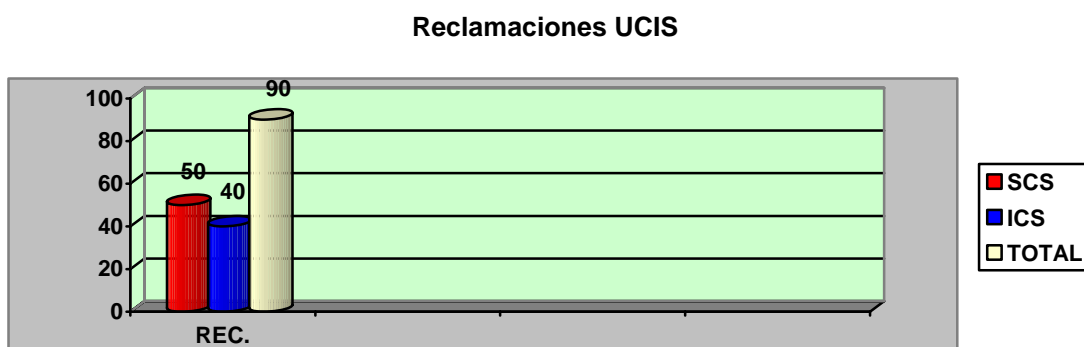 Reclamaciones UCIS
90
100
80
50
60
40
40
20
0
REC.
SCS
ICS
TOTAL